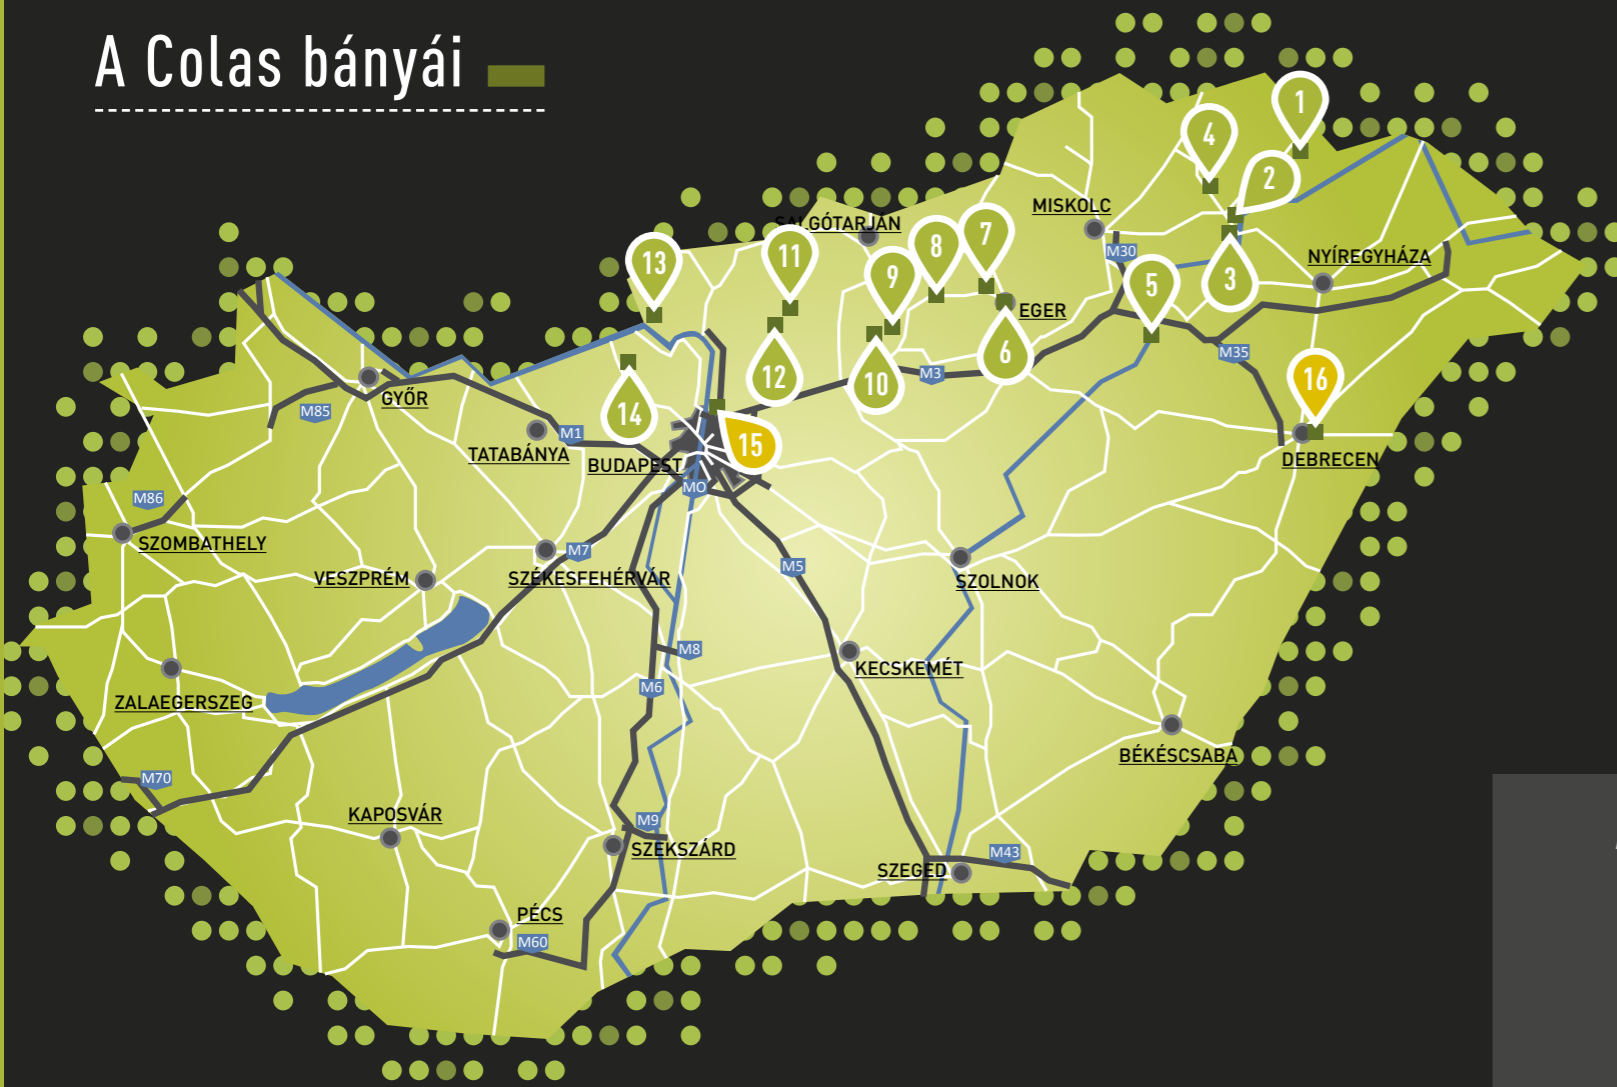 A Colas bányái
1
4
2
MISKOLC
SALGÓTARJÁN
7
8
11
13
9
M30
3
5
NYÍREGYHÁZA
EGER
6
M35
12
10
M3
16
14
GYŐR
M85
M1
15
TATABÁNYA
BUDAPEST
DEBRECEN
M0
M86
SZOMBATHELY
M7
VESZPRÉM
SZÉKESFEHÉRVÁR
M5
SZOLNOK
M8
KECSKEMÉT
M6
ZALAEGERSZEG
BÉKÉSCSABA
M70
KAPOSVÁR
M9
SZEKSZÁRD
M43
SZEGED
PÉCS
M60